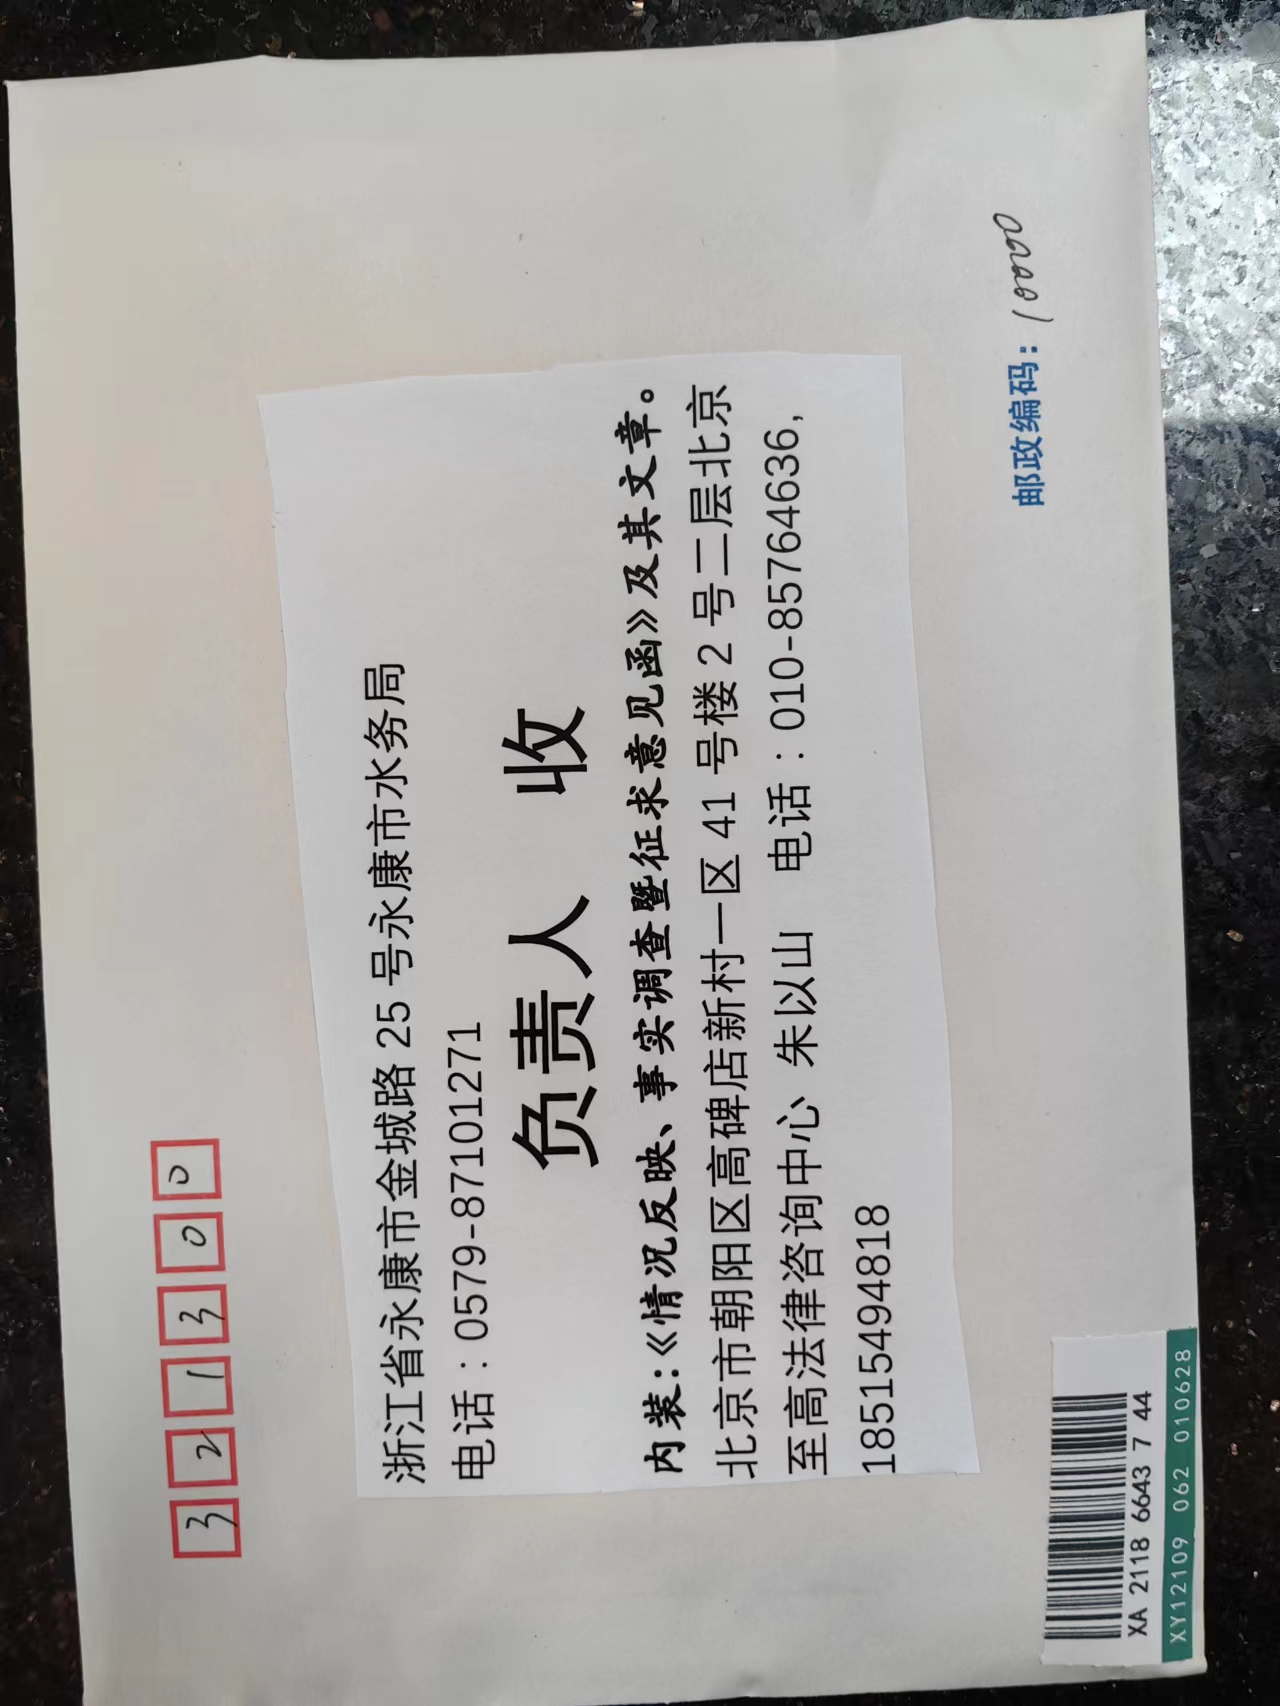 321300
浙江省永康市金城路 25 号永康市水务局
电话：0579-87101271
负责人 收
内装：《情况反映、事实调查暨征求意见函》及其文章。
北京市朝阳区高碑店新村一区 41 号楼 2 号二层北京
至高法律咨询中心 朱以山 电话：010-85764636,
18515494818
邮政编码：100000
XA 2118 6643 7 44
XY12109 062 010628